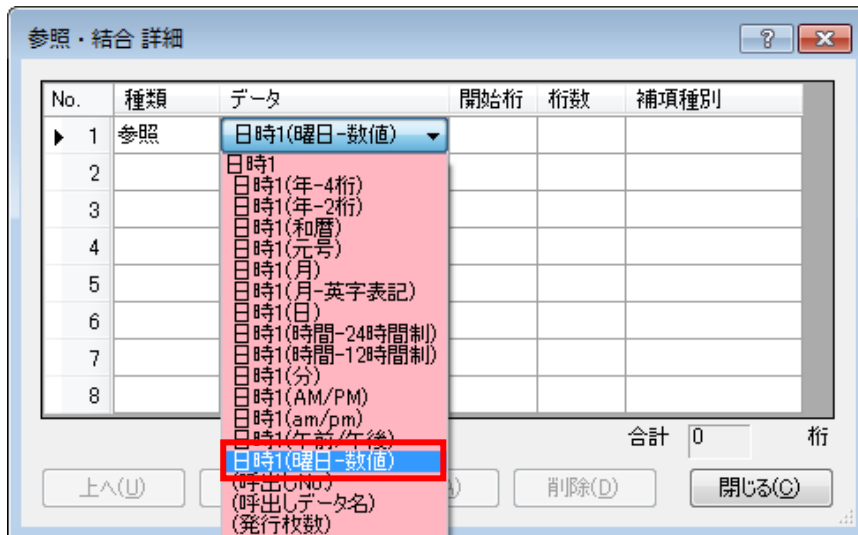 参照・結合 詳細
No. 種類 データ 開始桁 桁数 補項種別
1 参照 日時1(曜日-数値)
2
3
4
5
6
7
8
日時1
日時1(年-4桁)
日時1(年-2桁)
日時1(和暦)
日時1(元号)
日時1(月)
日時1(月-英字表記)
日時1(日)
日時1(時間-24時間制)
日時1(時間-12時間制)
日時1(分)
日時1(AM/PM)
日時1(am/pm)
日時1(午前/午後)
日時1(曜日-数値)
(呼出しNo.)
(呼出しデータ名)
(発行枚数)
合計 0 桁
上へ(U) 削除(D) 閉じる(C)